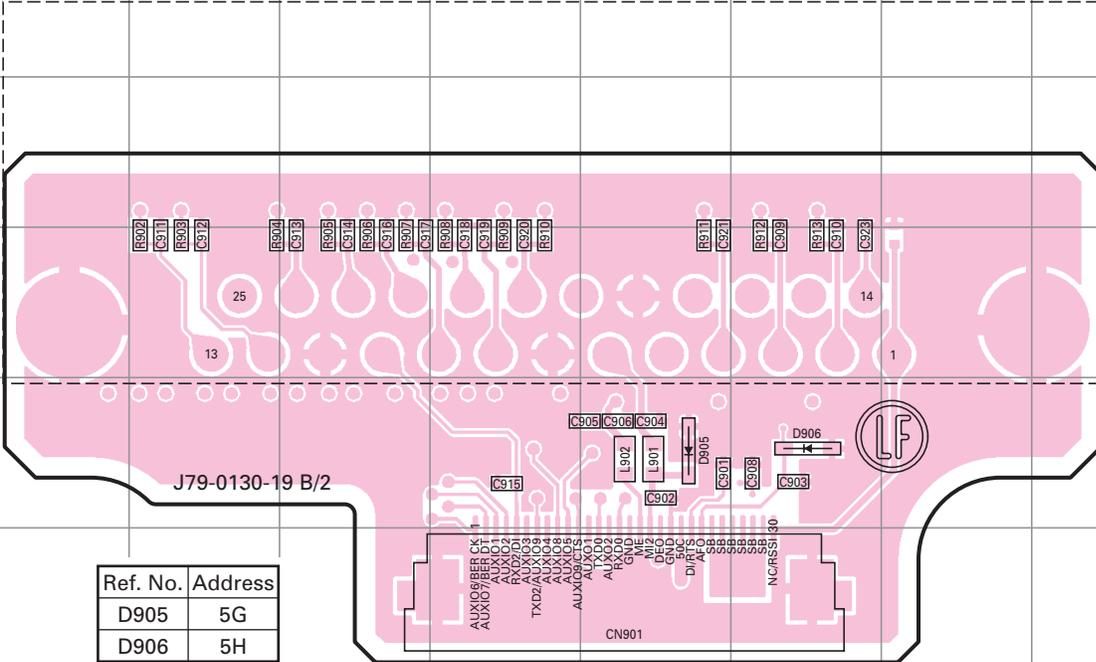 R902 C911 R903 C912 R904 C913 R905 C914 R906 C916 R907 C917 R908 C918 C919 R909 C920 R910 R911 C921 R912 C909 R913 C910 C923
25 14
13 1
C905 C906 C904
D905
D906
LF
L902 L901
C901 C908
C903
C915
C902
J79-0130-19 B/2
1
30
AUXIO6/BER CK
AUXIO7/BER DT
AUXIO1
AUXIO2
RXD2/DI
AUXIO3
TXD2/AUXIO9
AUXIO4
AUXIO8
AUXIO5
AUXIO9/CTS
AUXO1
TXD0
AUXO2
RXD0
GND
ME
MI2
DEO
GND
50C
DI/RTS
AFO
SB
SB
SB
SB
SB
SB
NC/RSSI
CN901
Ref. No. Address
D905 5G
D906 5H